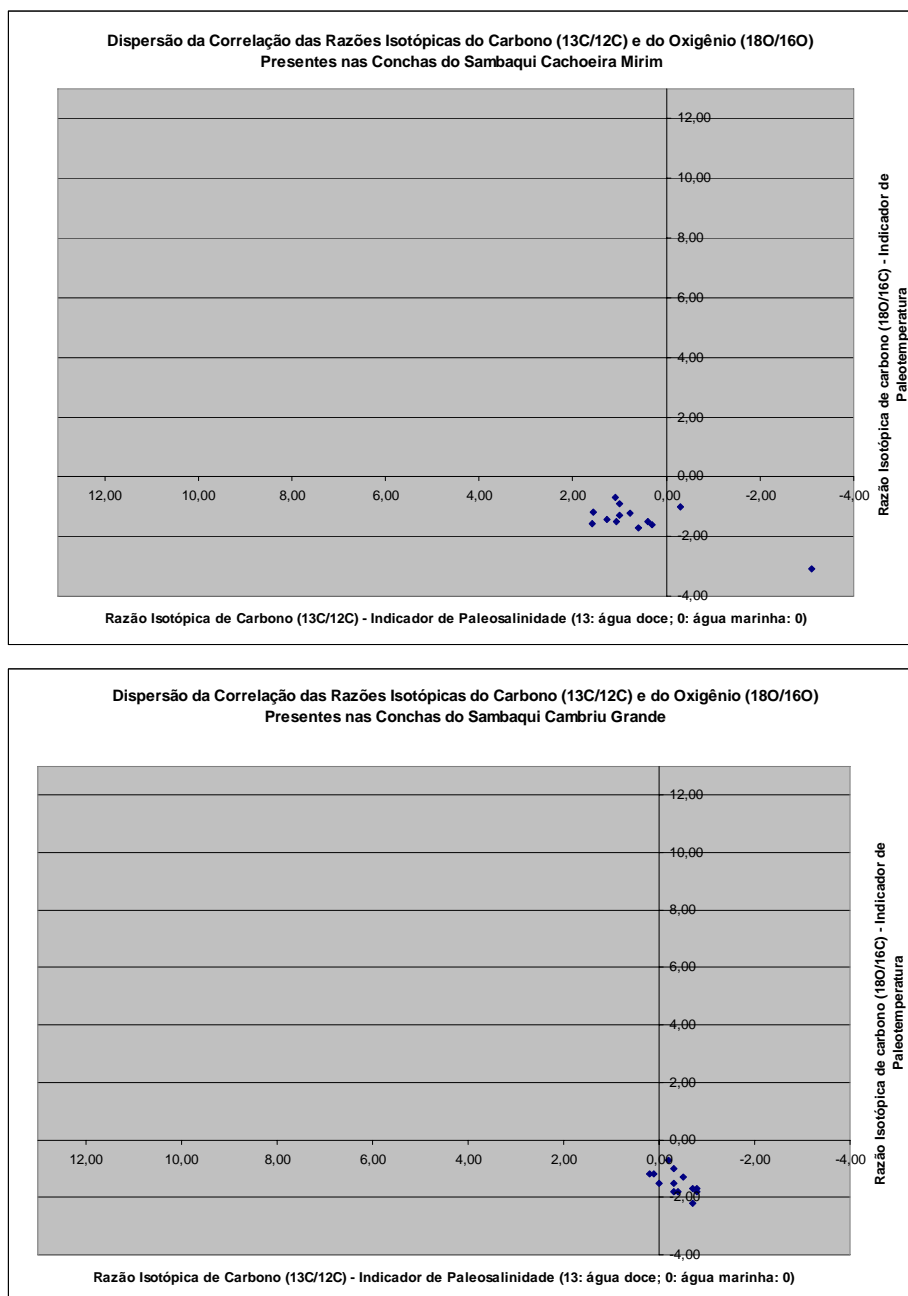 Dispersão da Correlação das Razões Isotópicas do Carbono (13C/12C) e do Oxigênio (18O/16O)
Presentes nas Conchas do Sambaqui Cachoeira Mirim
12,00
10,00
8,00
6,00
4,00
2,00
0,00
12,00 10,00 8,00 6,00 4,00 2,00 0,00 -2,00 -4,00
-2,00
-4,00
Razão Isotópica de carbono (18O/16C) - Indicador de
Paleotemperatura
Razão Isotópica de Carbono (13C/12C) - Indicador de Paleosalinidade (13: água doce; 0: água marinha: 0)
Dispersão da Correlação das Razões Isotópicas do Carbono (13C/12C) e do Oxigênio (18O/16O)
Presentes nas Conchas do Sambaqui Cambriu Grande
12,00
10,00
8,00
6,00
4,00
2,00
0,00
12,00 10,00 8,00 6,00 4,00 2,00 0,00 -2,00 -4,00
-2,00
-4,00
Razão Isotópica de carbono (18O/16C) - Indicador de
Paleotemperatura
Razão Isotópica de Carbono (13C/12C) - Indicador de Paleosalinidade (13: água doce; 0: água marinha: 0)